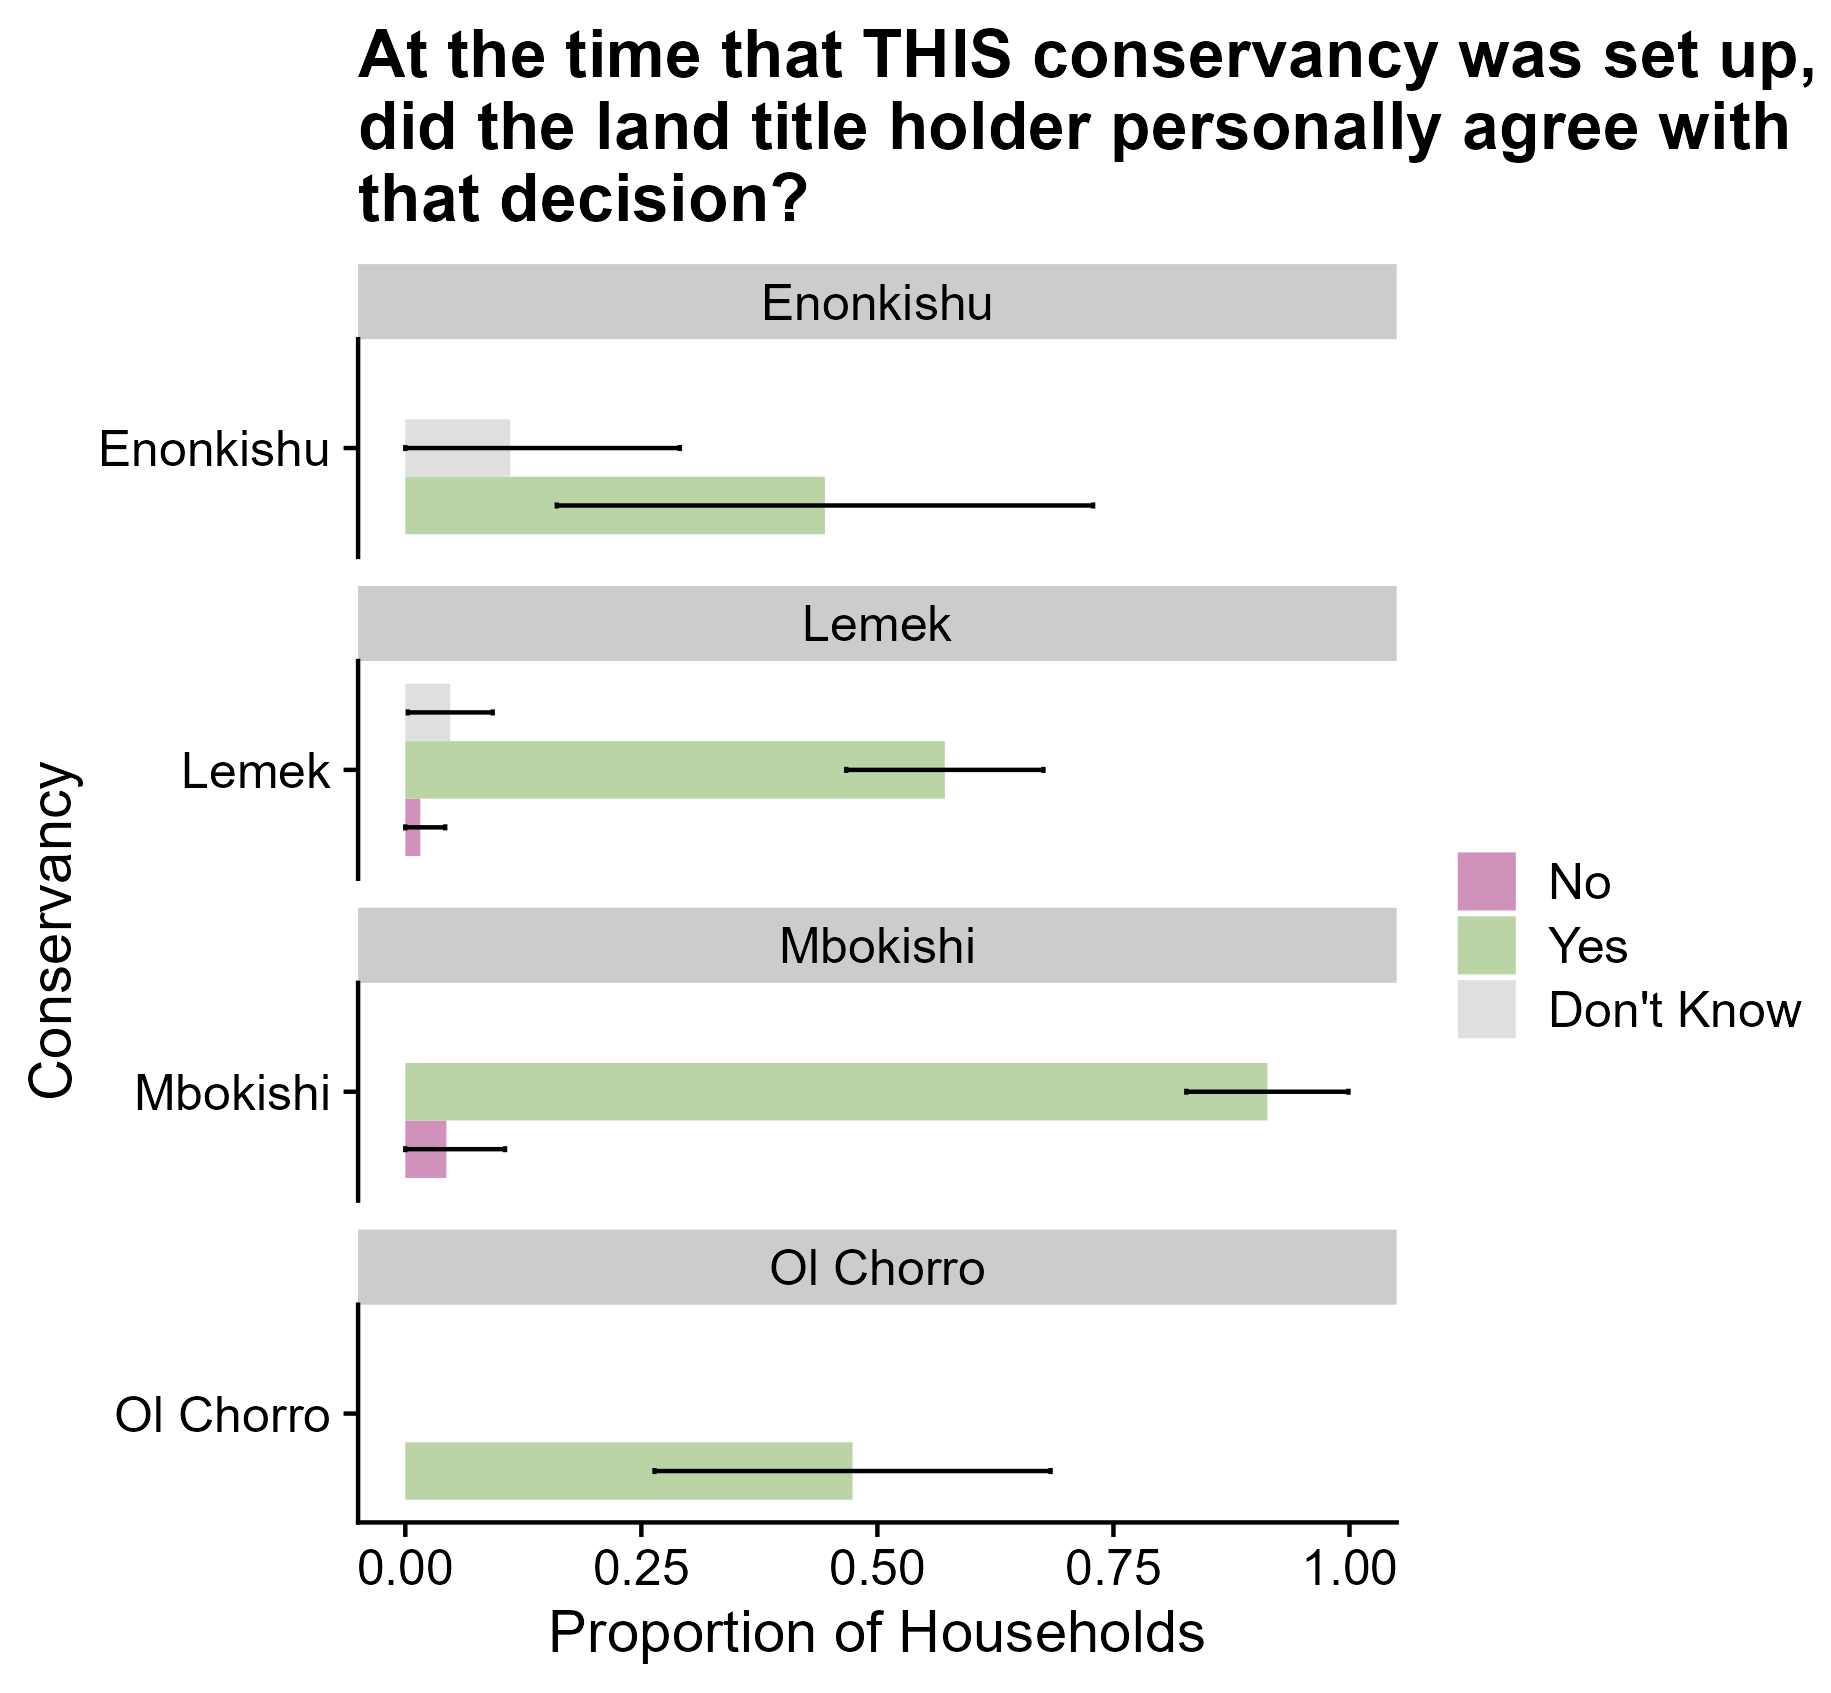 At the time that THIS conservancy was set up,
did the land title holder personally agree with
that decision?
Enonkishu
Enonkishu
Lemek
Lemek
Mbokishi
Mbokishi
Ol Chorro
Ol Chorro
Conservancy
No
Yes
Don't Know
0.00 0.25 0.50 0.75 1.00
Proportion of Households